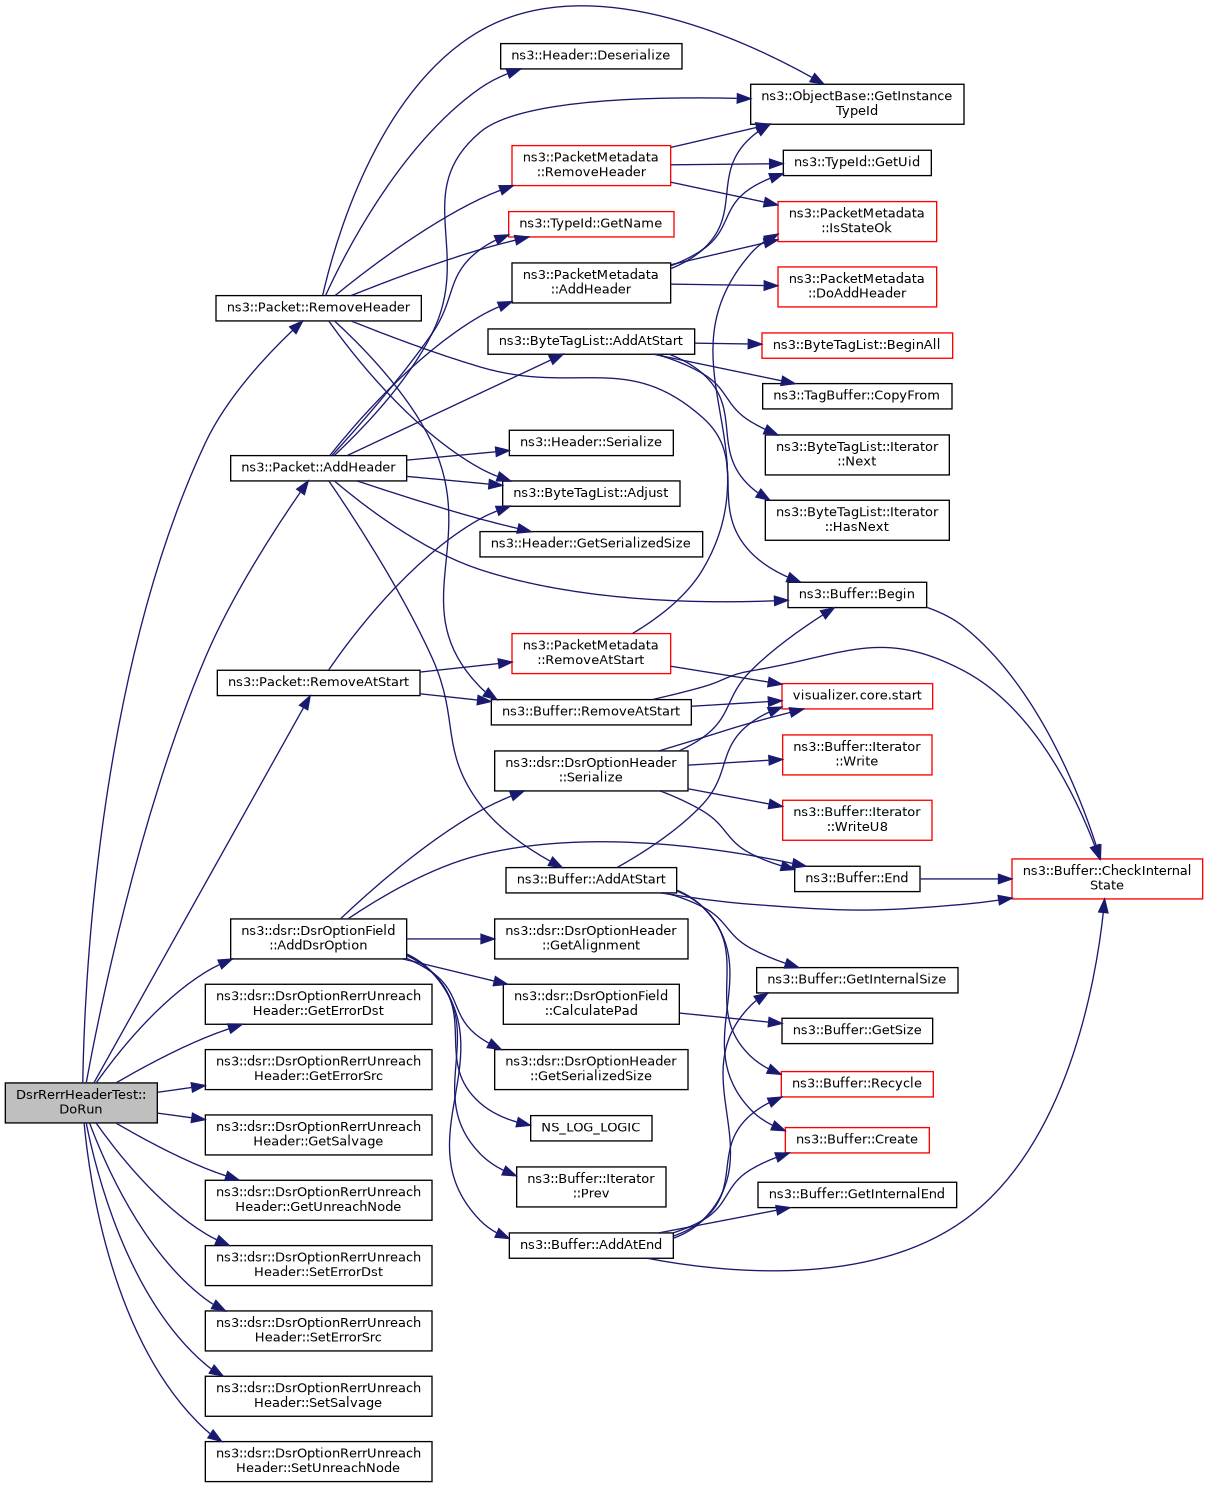 ns3::Header::Deserialize
ns3::ObjectBase::GetInstance
TypeId
ns3::PacketMetadata
::RemoveHeader
ns3::TypeId::GetUid
ns3::TypeId::GetName
ns3::PacketMetadata
::IsStateOk
ns3::PacketMetadata
::AddHeader
ns3::PacketMetadata
::DoAddHeader
ns3::Packet::RemoveHeader
ns3::ByteTagList::AddAtStart
ns3::ByteTagList::BeginAll
ns3::TagBuffer::CopyFrom
ns3::Header::Serialize
ns3::ByteTagList::Iterator
::Next
ns3::Packet::AddHeader
ns3::ByteTagList::Adjust
ns3::ByteTagList::Iterator
::HasNext
ns3::Header::GetSerializedSize
ns3::Buffer::Begin
ns3::PacketMetadata
::RemoveAtStart
ns3::Packet::RemoveAtStart
visualizer.core.start
ns3::Buffer::RemoveAtStart
ns3::dsr::DsrOptionHeader
::Serialize
ns3::Buffer::Iterator
::Write
ns3::Buffer::Iterator
::WriteU8
ns3::Buffer::AddAtStart
ns3::Buffer::End
ns3::Buffer::CheckInternal
State
ns3::dsr::DsrOptionField
::AddDsrOption
ns3::dsr::DsrOptionHeader
::GetAlignment
ns3::Buffer::GetInternalSize
ns3::dsr::DsrOptionRerrUnreach
Header::GetErrorDst
ns3::dsr::DsrOptionField
::CalculatePad
ns3::Buffer::GetSize
ns3::dsr::DsrOptionRerrUnreach
Header::GetErrorSrc
ns3::dsr::DsrOptionHeader
::GetSerializedSize
ns3::Buffer::Recycle
DsrRerrHeaderTest::
DoRun
ns3::dsr::DsrOptionRerrUnreach
Header::GetSalvage
NS_LOG_LOGIC
ns3::Buffer::Create
ns3::dsr::DsrOptionRerrUnreach
Header::GetUnreachNode
ns3::Buffer::Iterator
::Prev
ns3::Buffer::GetInternalEnd
ns3::Buffer::AddAtEnd
ns3::dsr::DsrOptionRerrUnreach
Header::SetErrorDst
ns3::dsr::DsrOptionRerrUnreach
Header::SetErrorSrc
ns3::dsr::DsrOptionRerrUnreach
Header::SetSalvage
ns3::dsr::DsrOptionRerrUnreach
Header::SetUnreachNode